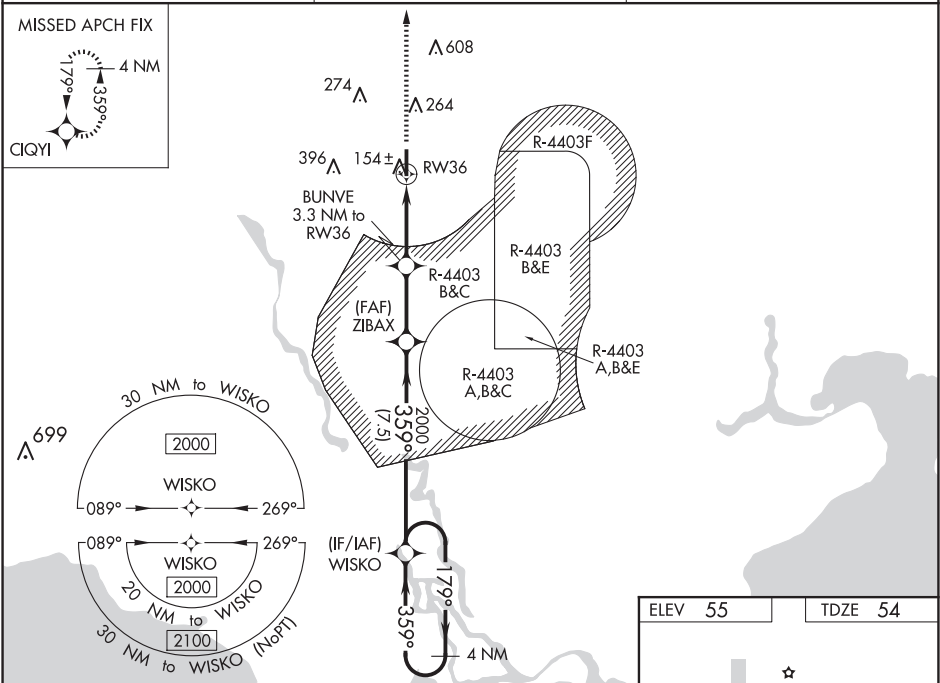 MISSED APCH FIX
4 NM
179°
359°
CIQYI
608
274
264
396
154±
RW36
R-4403F
BUNVE
3.3 NM to
RW36
R-4403
B&E
R-4403
B&C
(FAF)
ZIBAX
R-4403
A,B&E
R-4403
A,B&C
2000
359°
(7.5)
699
30 NM to WISKO
2000
WISKO
089°
269°
089°
269°
WISKO
2000
20 NM to WISKO
2100
30 NM to WISKO (NoPT)
(IF/IAF)
WISKO
179°
359°
4 NM
ELEV 55
TDZE 54